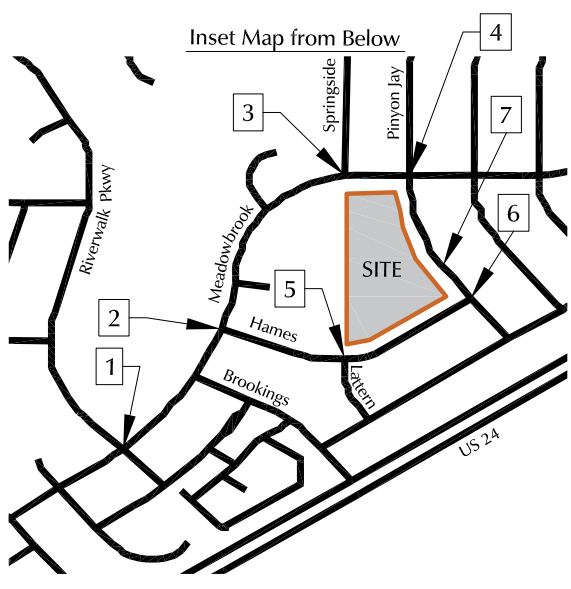 Inset Map from Below
4
Springside
Pinyon Jay
3
7
Riverwalk Pkwy
Meadowbrook
6
SITE
5
2
Hames
1
Brookings
Lattern
US 24